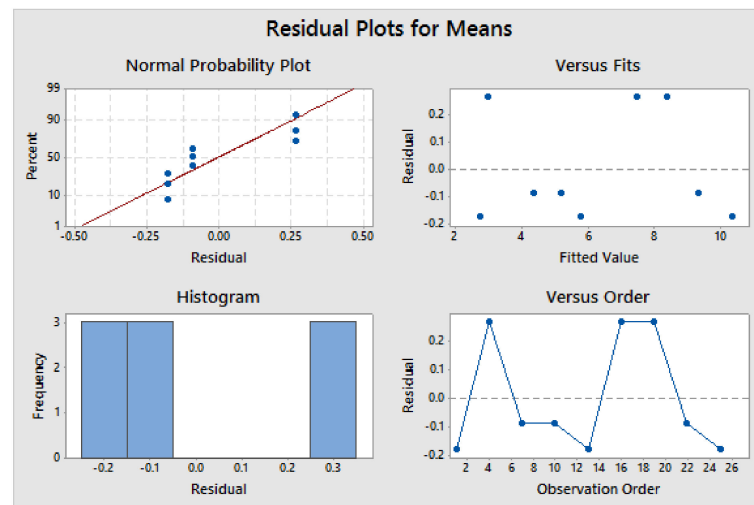 Residual Plots for Means
Normal Probability Plot
Versus Fits
99
90
50
10
1
Percent
-0.50 -0.25 0.00 0.25 0.50
Residual
0.2
0.1
0.0
-0.1
-0.2
Residual
2 4 6 8 10
Fitted Value
Histogram
Versus Order
3
2
1
0
Frequency
-0.2 -0.1 0.0 0.1 0.2 0.3
Residual
0.2
0.1
0.0
-0.1
-0.2
Residual
2 4 6 8 10 12 14 16 18 20 22 24 26
Observation Order